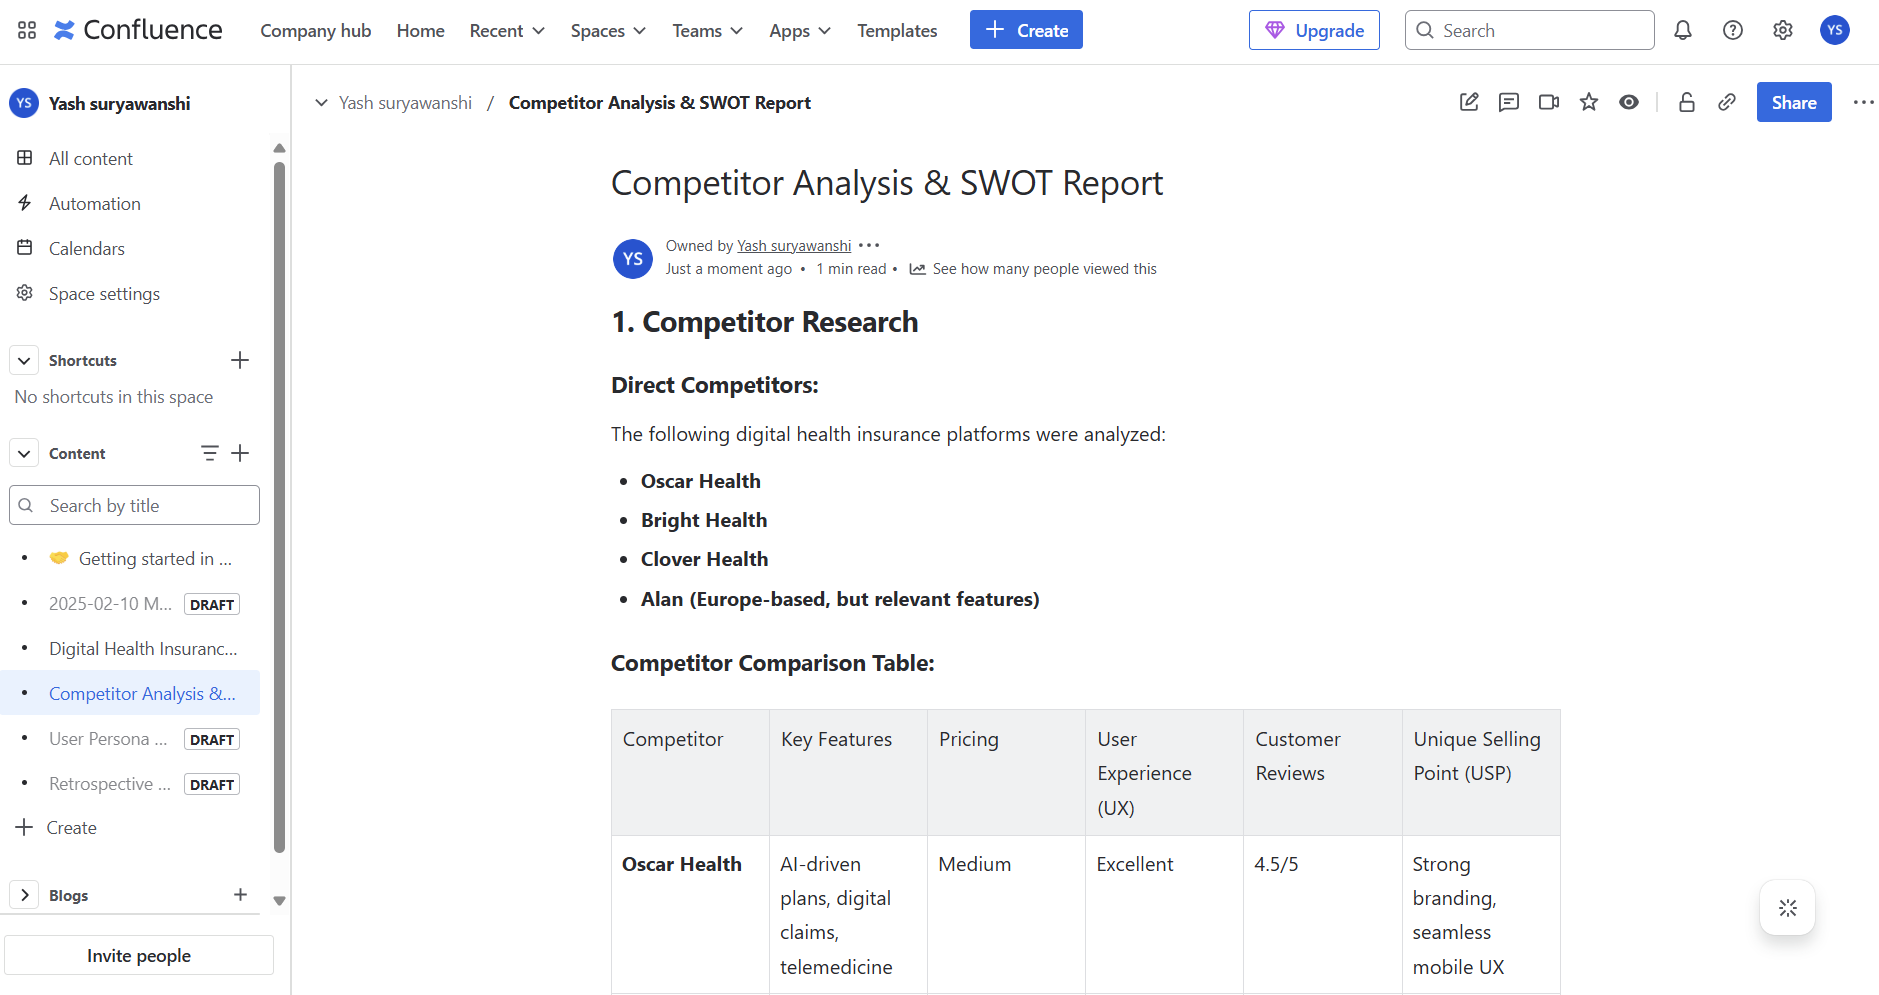 Confluence
Company hub
Home
Recent
Spaces
Teams
Apps
Templates
Create
Upgrade
Search
YS
YS
Yash suryawanshi
All content
Automation
Calendars
Space settings
Shortcuts
No shortcuts in this space
Content
Search by title
Getting started in ...
2025-02-10 M... DRAFT
Digital Health Insuranc...
Competitor Analysis &...
User Persona ... DRAFT
Retrospective ... DRAFT
Create
Blogs
Invite people
Yash suryawanshi / Competitor Analysis & SWOT Report
Share
Competitor Analysis & SWOT Report
YS
Owned by Yash suryawanshi •••
Just a moment ago • 1 min read • See how many people viewed this
1. Competitor Research
Direct Competitors:
The following digital health insurance platforms were analyzed:
• Oscar Health
• Bright Health
• Clover Health
• Alan (Europe-based, but relevant features)
Competitor Comparison Table:
Competitor
Key Features
Pricing
User
Experience
(UX)
Customer
Reviews
Unique Selling
Point (USP)
Oscar Health
AI-driven
plans, digital
claims,
telemedicine
Medium
Excellent
4.5/5
Strong
branding,
seamless
mobile UX